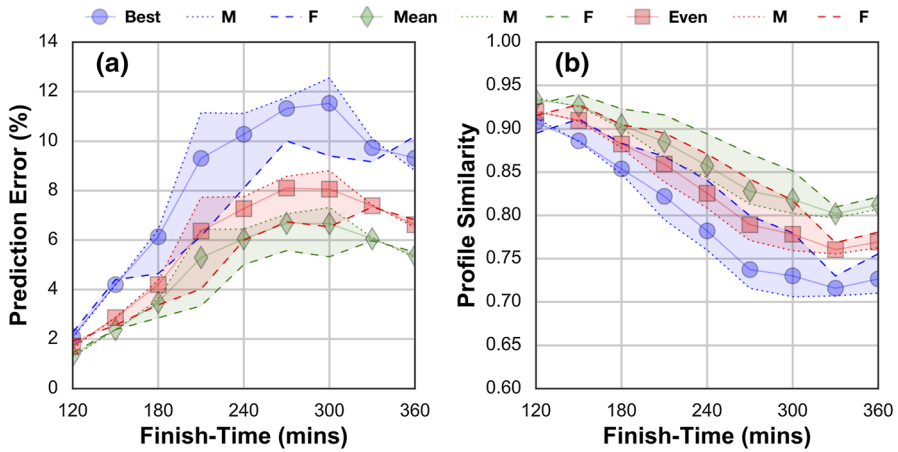 Best M F Mean M F Even M F
(a)
14
12
10
8
6
4
2
0
Prediction Error (%)
120 180 240 300 360
Finish-Time (mins)
(b)
1.00
0.95
0.90
0.85
0.80
0.75
0.70
0.65
0.60
Profile Similarity
120 180 240 300 360
Finish-Time (mins)